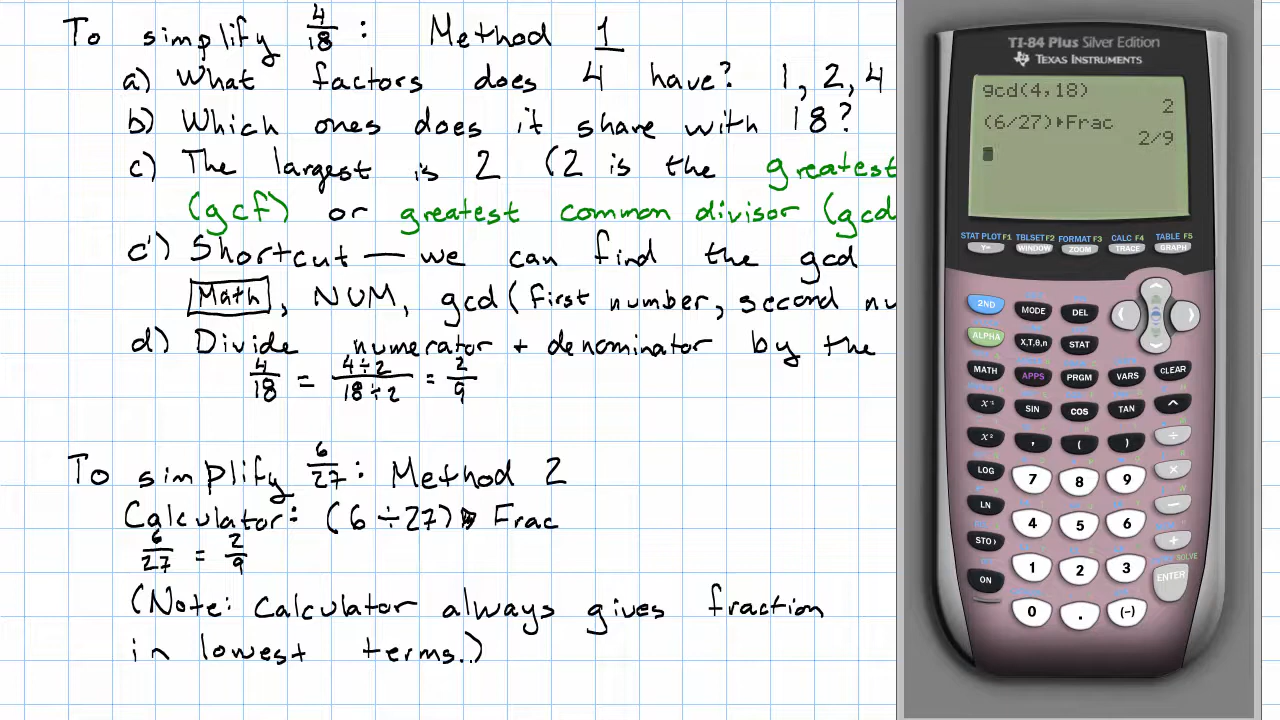 To simplify 4/18 : Method 1
a) What factors does 4 have? 1, 2, 4
b) Which ones does it share with 18?
c) The largest is 2 (2 is the greatest
(gcf) or greatest common divisor (gcd
c') Shortcut — we can find the gcd
Math, NUM, gcd(first number, second nu
d) Divide numerator + denominator by the
4/18 = 4÷2/18÷2 = 2/9
To simplify 6/27 : Method 2
Calculator: (6÷27)▸Frac
6/27 = 2/9
(Note: Calculator always gives fraction
in lowest terms.)
TI-84 Plus Silver Edition
TEXAS INSTRUMENTS
gcd(4,18)
2
(6/27)▸Frac
2/9
STAT PLOT F1 TBLSET F2 FORMAT F3 CALC F4 TABLE F5
Y= WINDOW ZOOM TRACE GRAPH
2ND MODE DEL
ALPHA X,T,θ,n STAT
MATH APPS PRGM VARS CLEAR
x⁻¹ SIN COS TAN ^
x² , ( ) ÷
LOG 7 8 9 ×
LN 4 5 6 −
STO› 1 2 3 +
ON 0 . (−) ENTER
SOLVE